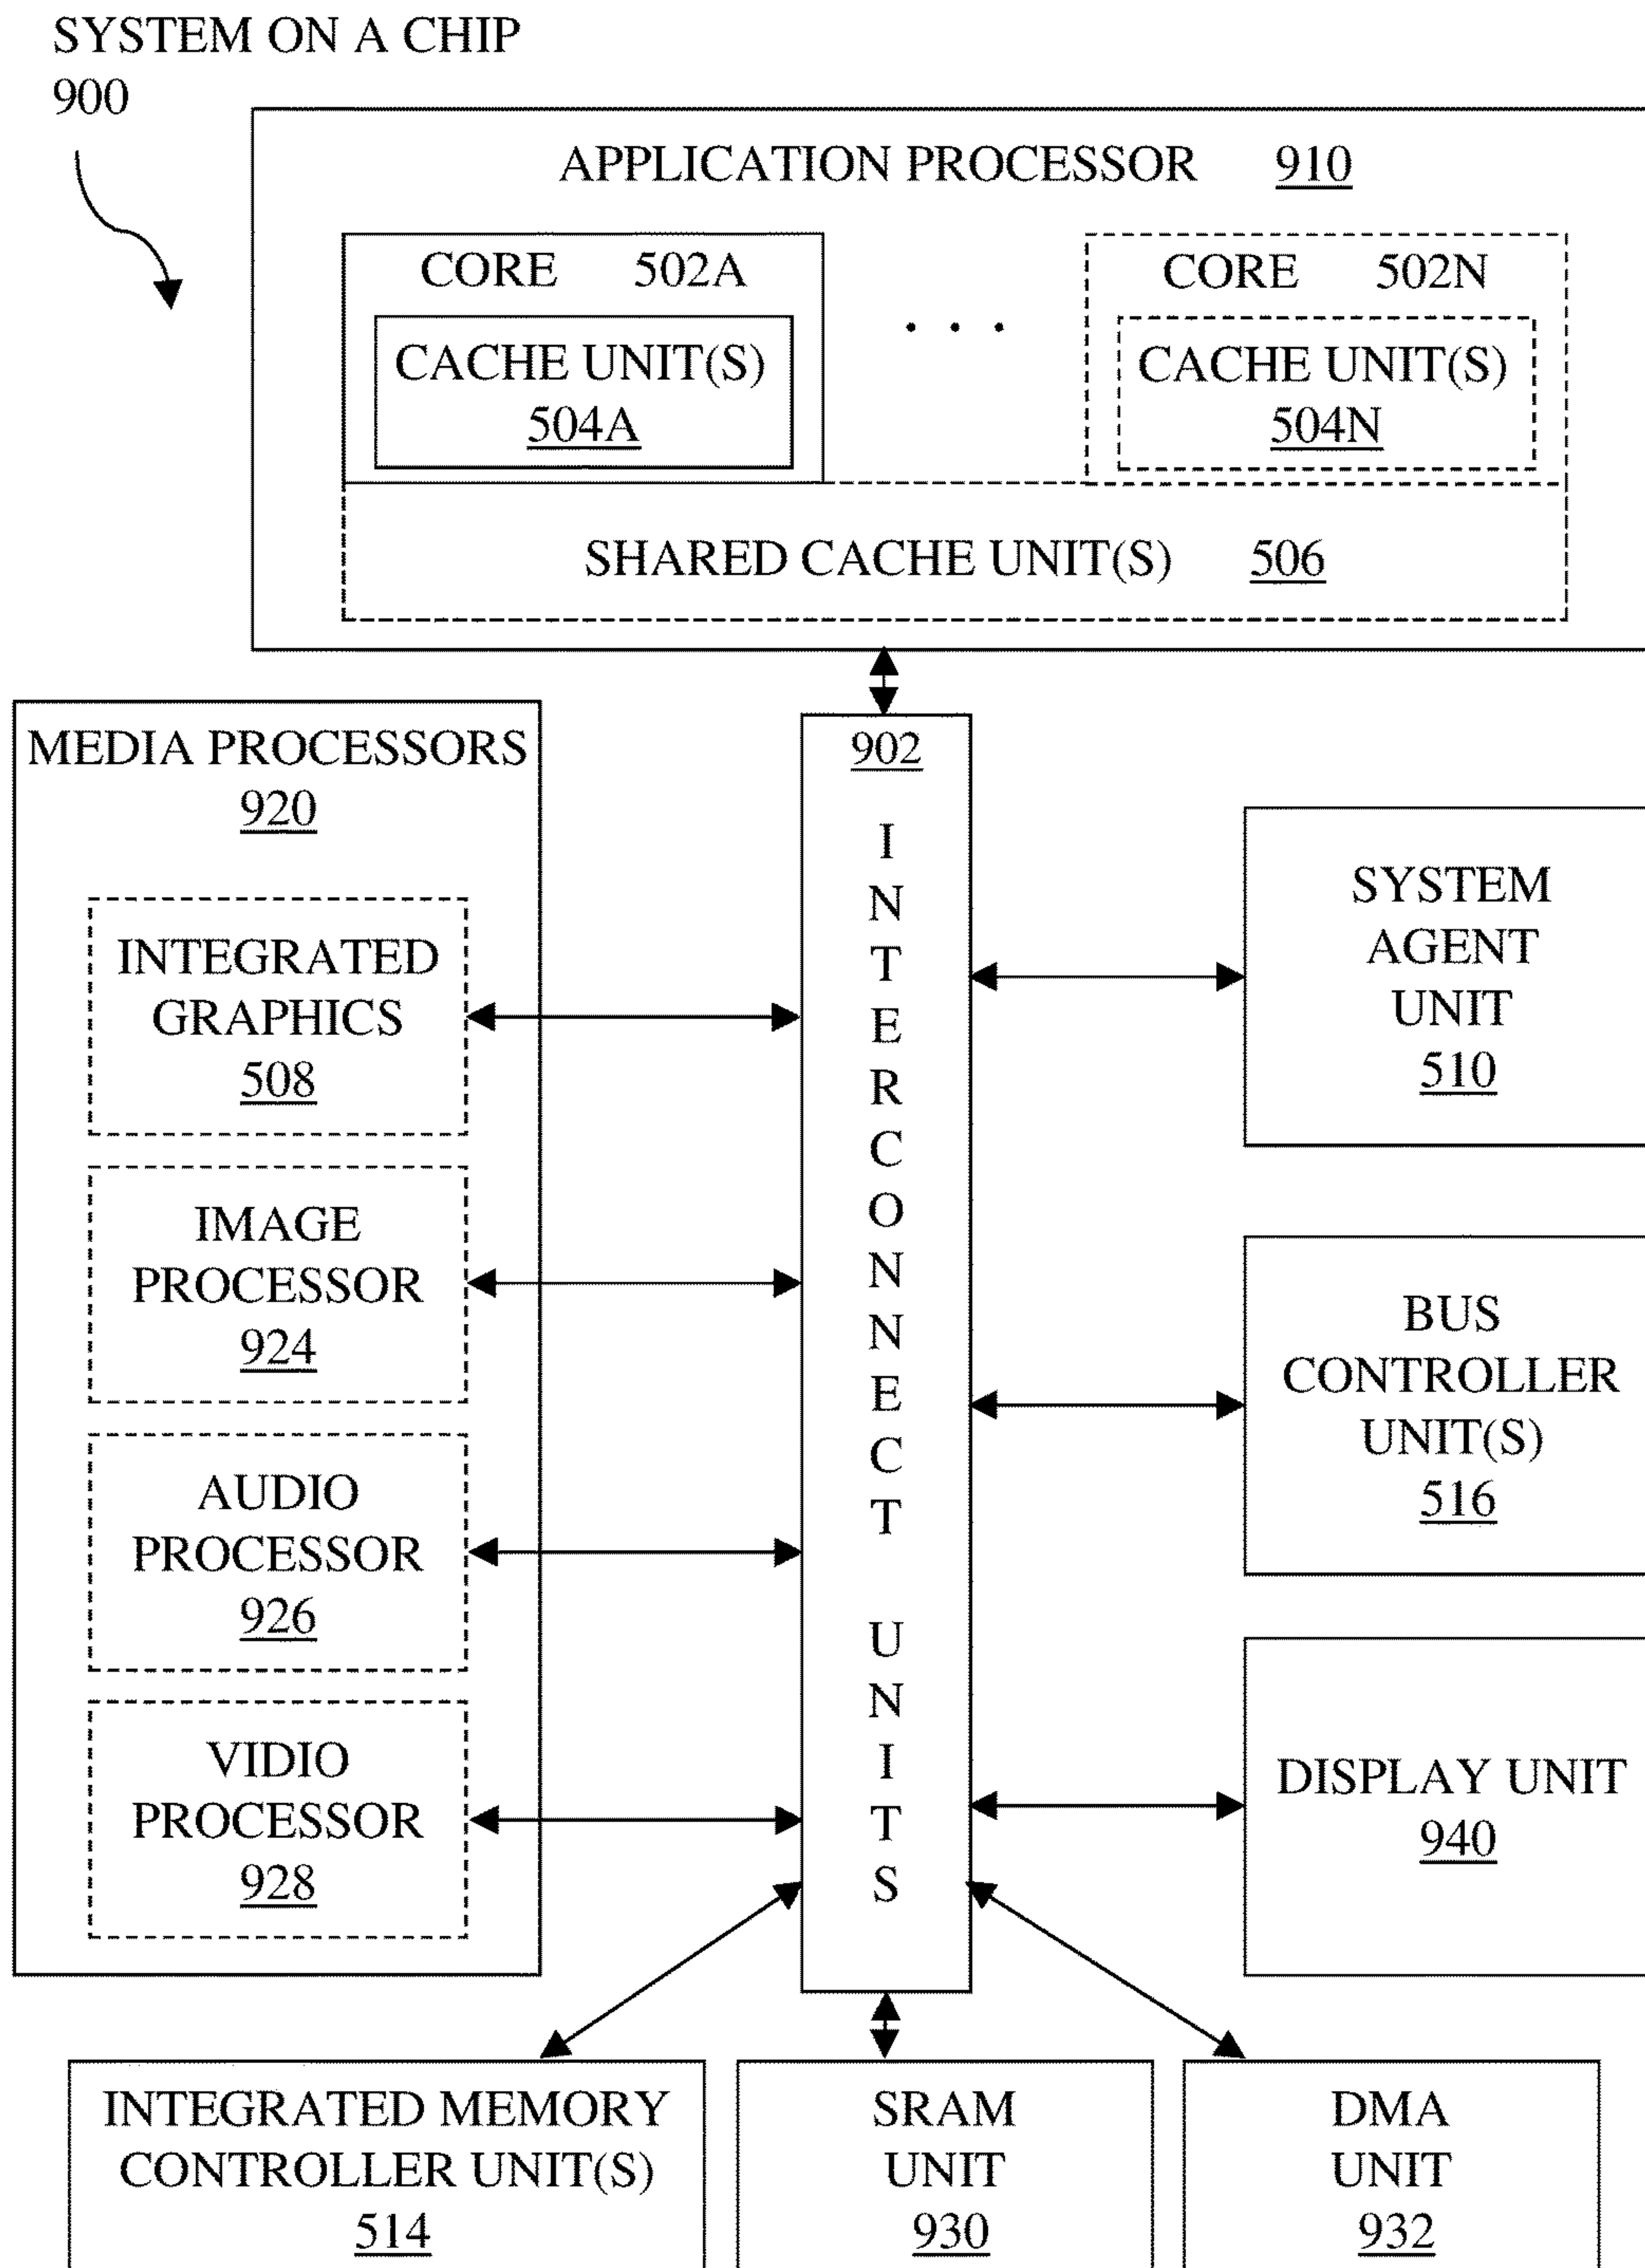 SYSTEM ON A CHIP
900
APPLICATION PROCESSOR 910
CORE 502A
CACHE UNIT(S)
504A
. . .
CORE 502N
CACHE UNIT(S)
504N
SHARED CACHE UNIT(S) 506
MEDIA PROCESSORS
920
INTEGRATED
GRAPHICS
508
IMAGE
PROCESSOR
924
AUDIO
PROCESSOR
926
VIDIO
PROCESSOR
928
902
INTERCONNECT UNITS
SYSTEM
AGENT
UNIT
510
BUS
CONTROLLER
UNIT(S)
516
DISPLAY UNIT
940
INTEGRATED MEMORY
CONTROLLER UNIT(S)
514
SRAM
UNIT
930
DMA
UNIT
932